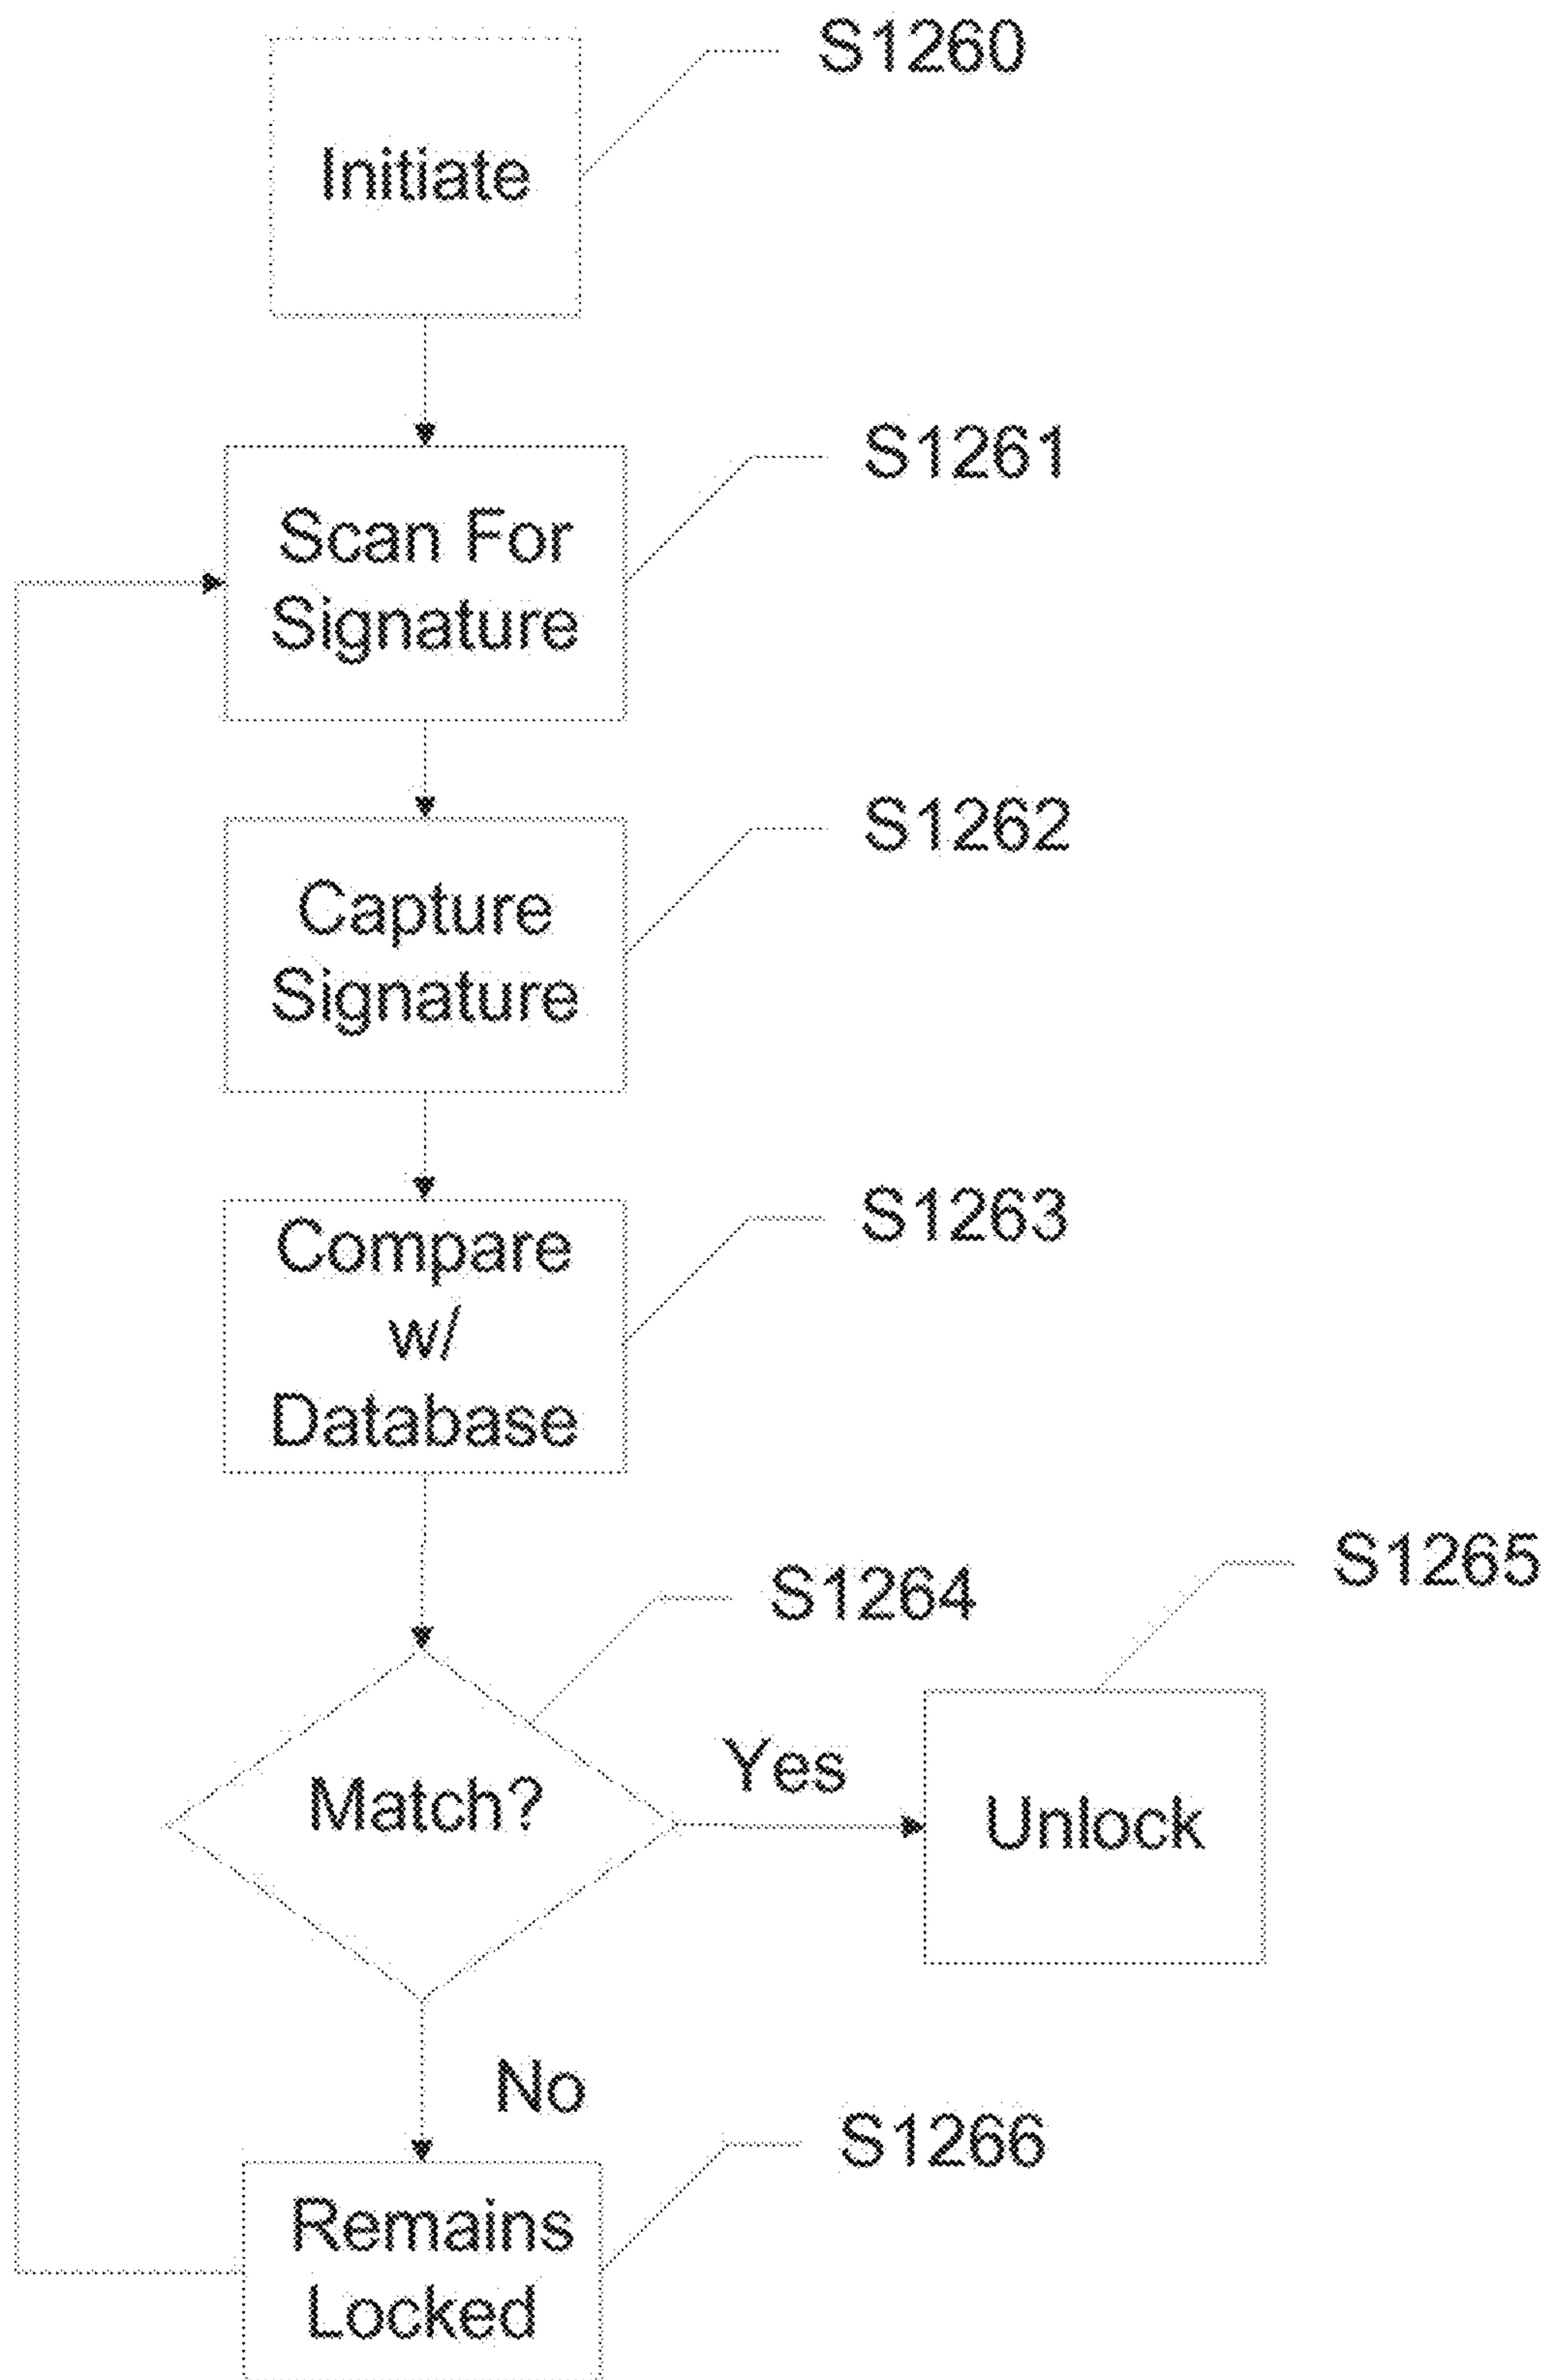 S1260
Initiate
S1261
Scan For
Signature
S1262
Capture
Signature
S1263
Compare
w/
Database
S1264
S1265
Match?
Yes
Unlock
No
S1266
Remains
Locked